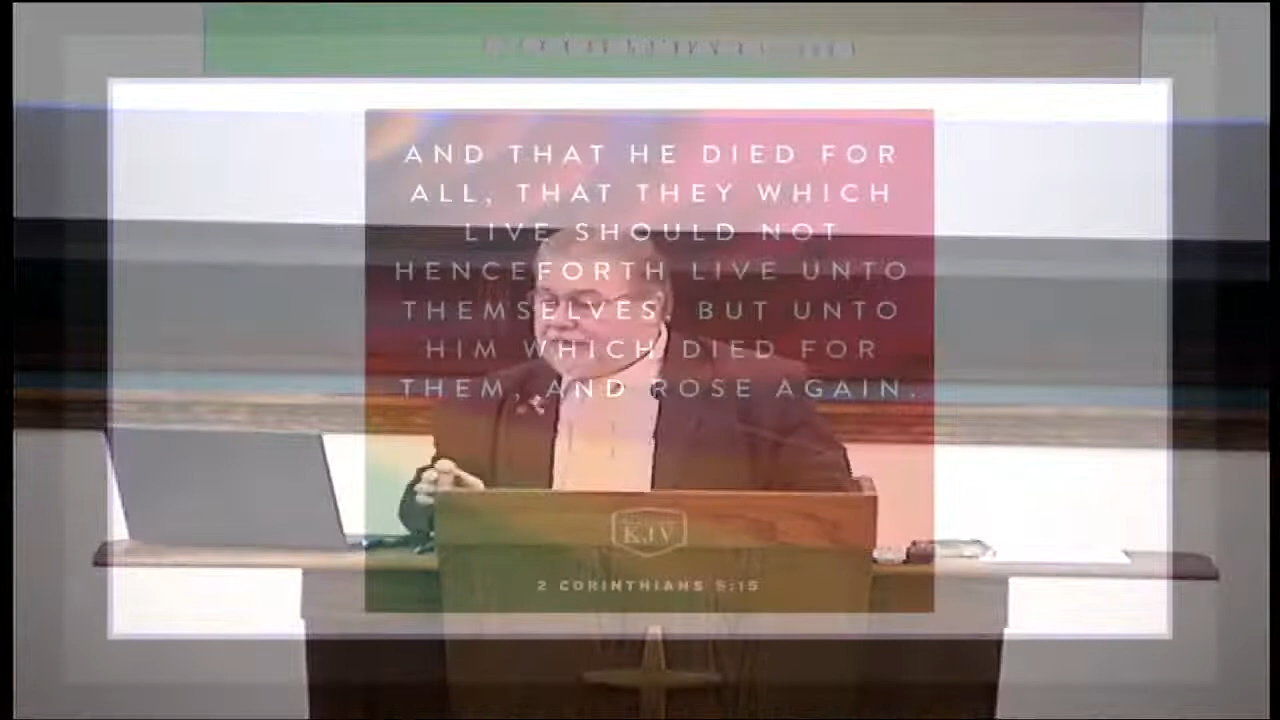 AND THAT HE DIED FOR
ALL, THAT THEY WHICH
LIVE SHOULD NOT
HENCEFORTH LIVE UNTO
THEMSELVES, BUT UNTO
HIM WHICH DIED FOR
THEM, AND ROSE AGAIN.
KJV
2 CORINTHIANS 5:15